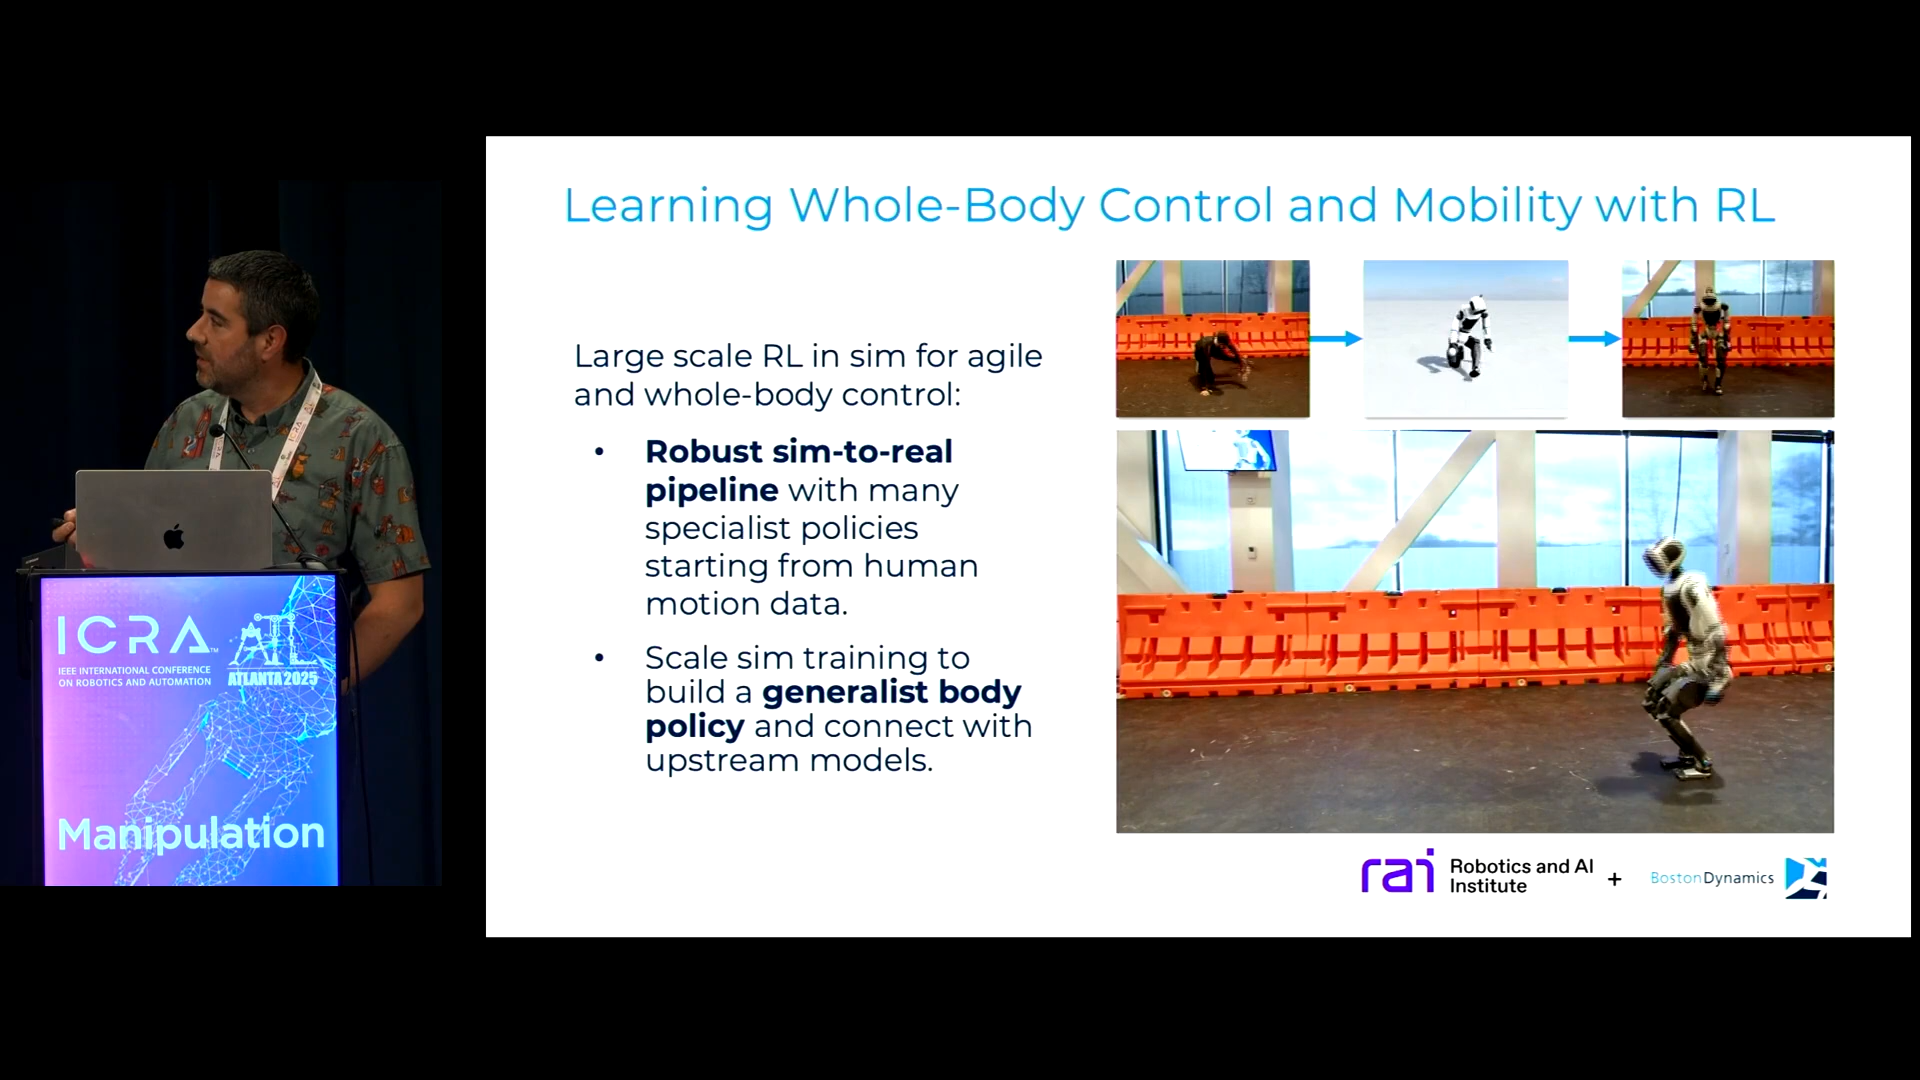 Learning Whole-Body Control and Mobility with RL
Large scale RL in sim for agile
and whole-body control:
• Robust sim-to-real
pipeline with many
specialist policies
starting from human
motion data.
• Scale sim training to
build a generalist body
policy and connect with
upstream models.
rai Robotics and AI
Institute
+
BostonDynamics
ICRA™
IEEE INTERNATIONAL CONFERENCE
ON ROBOTICS AND AUTOMATION
ATL
ATLANTA 2025
Manipulation